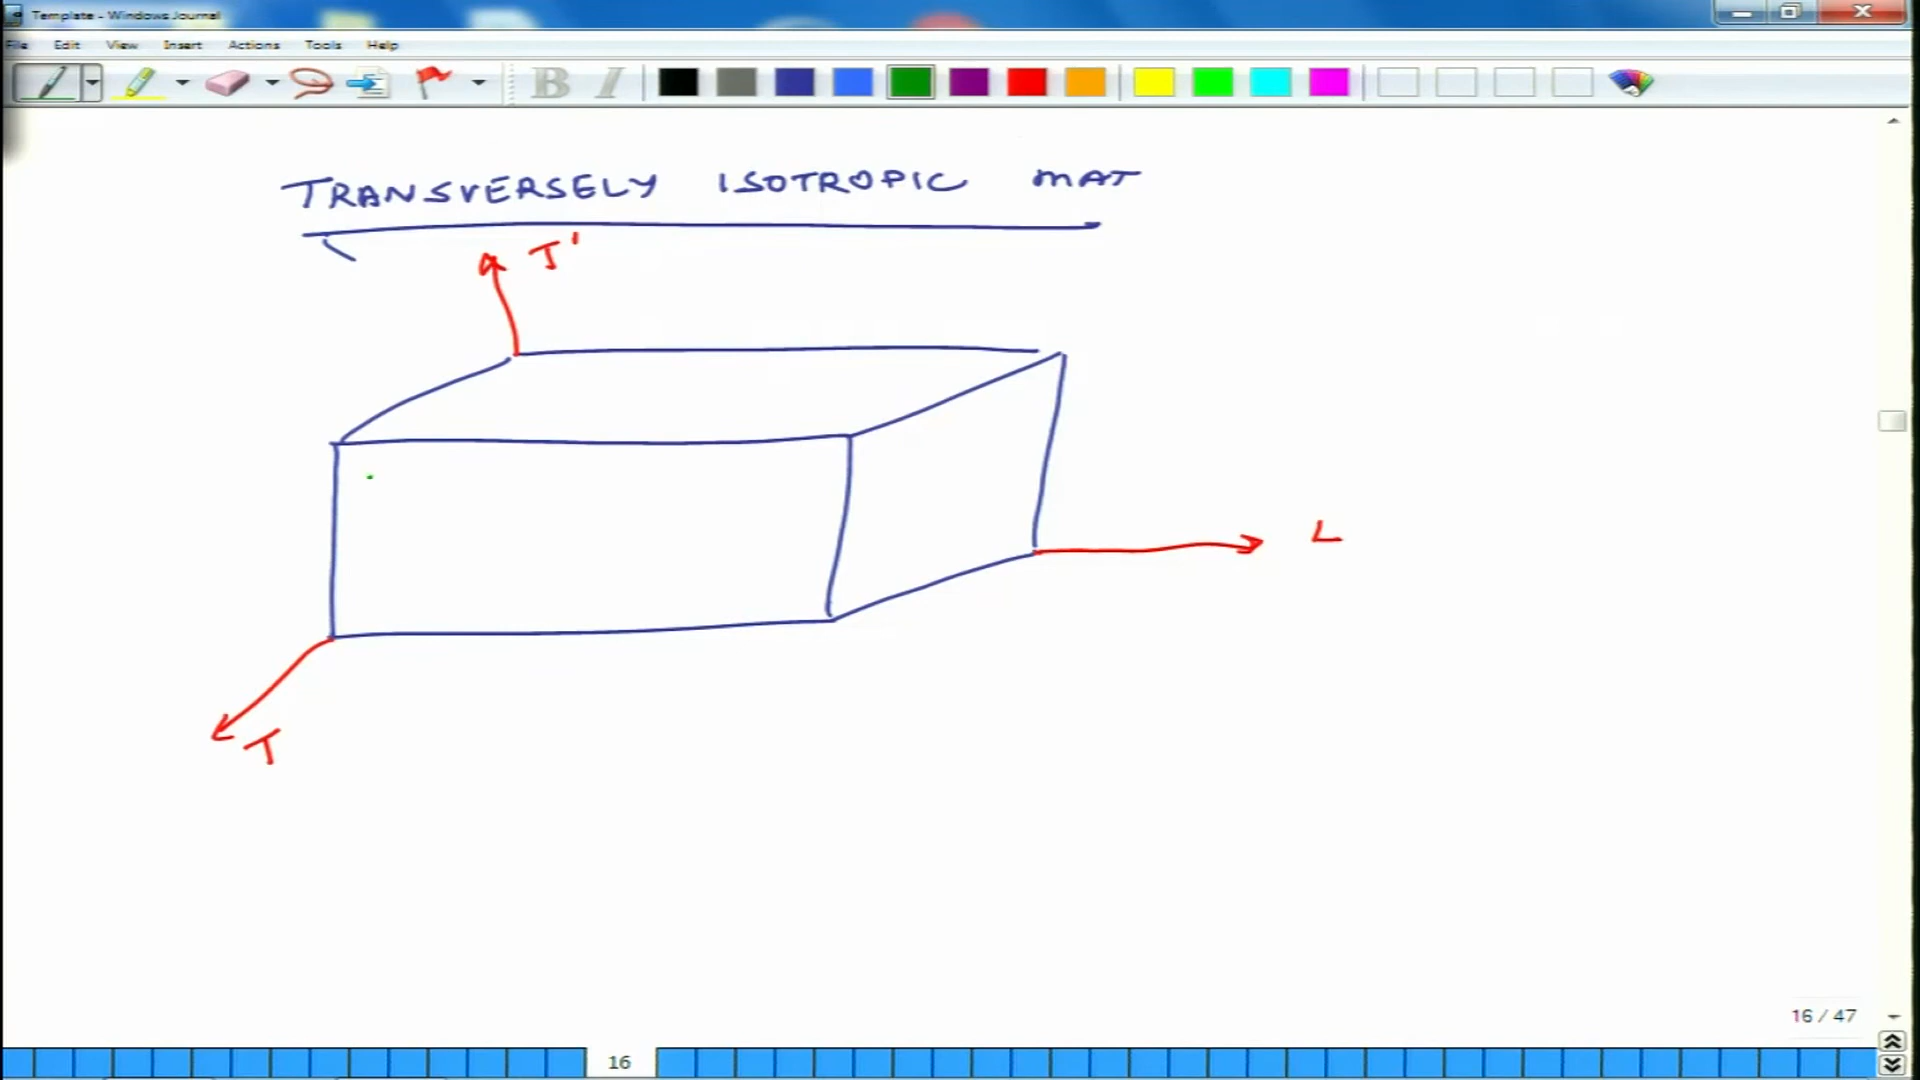 Template - Windows Journal
File Edit View Insert Actions Tools Help
B I
TRANSVERSELY ISOTROPIC MAT
T'
L
T
16 / 47
16